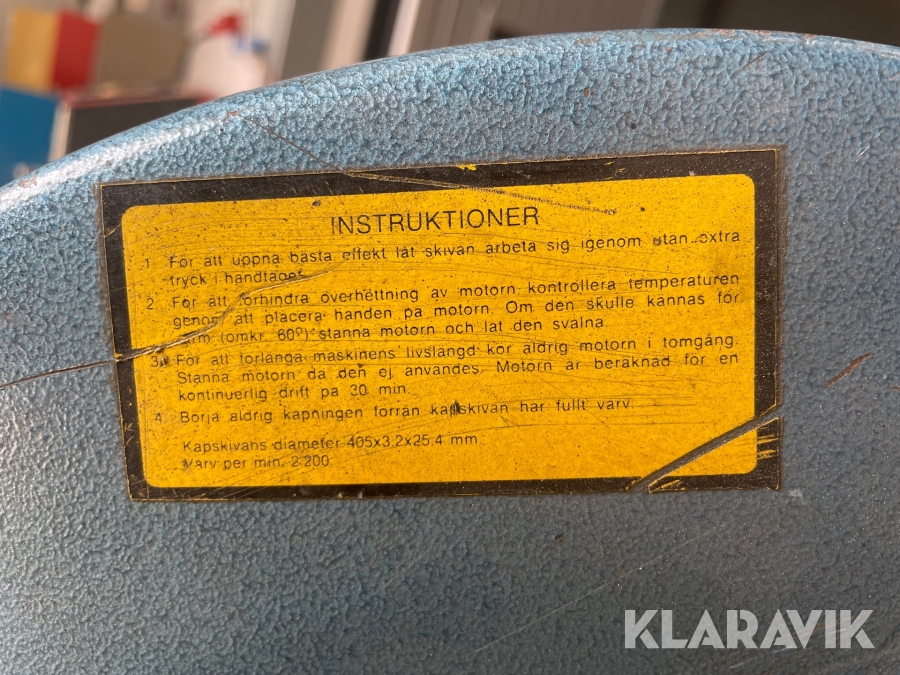 INSTRUKTIONER
1. För att uppnå bästa effekt låt skivan arbeta sig igenom utan extra
tryck i handtaget.
2. För att förhindra överhettning av motorn kontrollera temperaturen
genom att placera handen på motorn. Om den skulle kännas för
varm (omkr. 60°) stanna motorn och låt den svalna.
3. För att förlänga maskinens livslängd kör aldrig motorn i tomgång.
Stanna motorn då den ej användes. Motorn är beräknad för en
kontinuerlig drift på 30 min.
4. Börja aldrig kapningen förrän kapskivan har fullt varv.
Kapskivans diameter 405x3,2x25,4 mm.
Varv per min. 2 200.
KLARAVIK